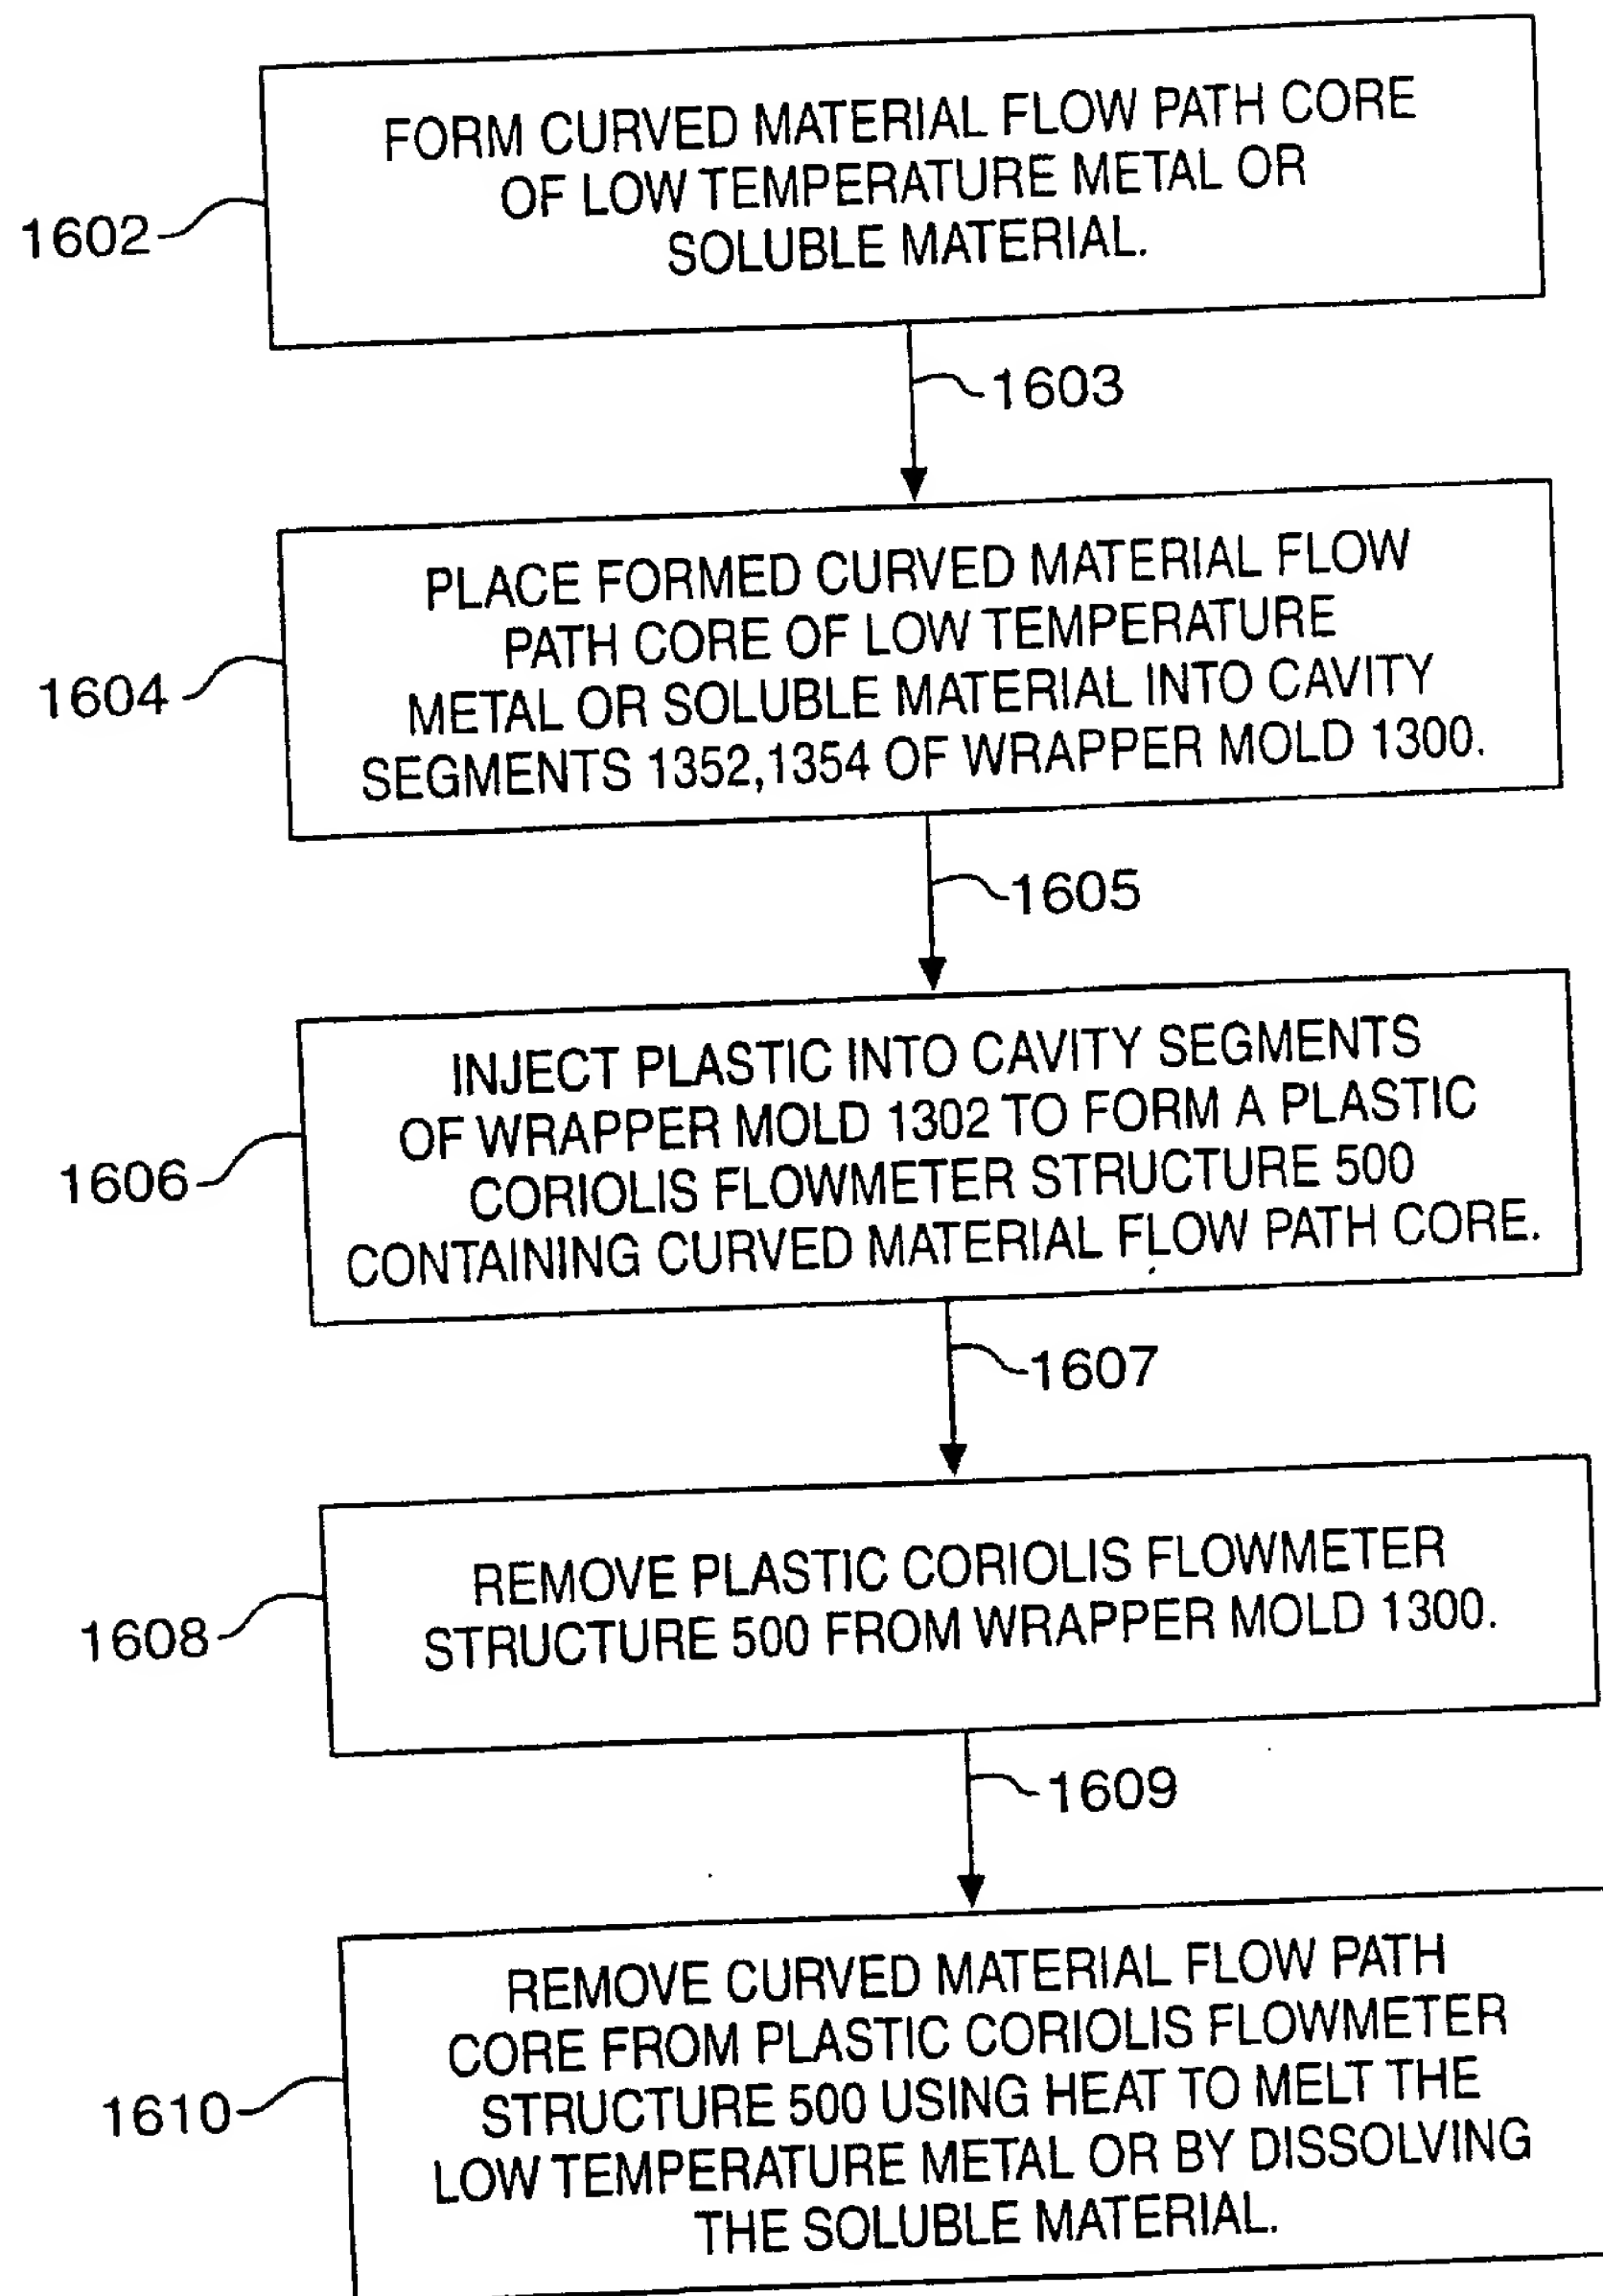 FORM CURVED MATERIAL FLOW PATH CORE
OF LOW TEMPERATURE METAL OR
SOLUBLE MATERIAL.
1602
1603
PLACE FORMED CURVED MATERIAL FLOW
PATH CORE OF LOW TEMPERATURE
METAL OR SOLUBLE MATERIAL INTO CAVITY
SEGMENTS 1352,1354 OF WRAPPER MOLD 1300.
1604
1605
INJECT PLASTIC INTO CAVITY SEGMENTS
OF WRAPPER MOLD 1302 TO FORM A PLASTIC
CORIOLIS FLOWMETER STRUCTURE 500
CONTAINING CURVED MATERIAL FLOW PATH CORE.
1606
1607
REMOVE PLASTIC CORIOLIS FLOWMETER
STRUCTURE 500 FROM WRAPPER MOLD 1300.
1608
1609
REMOVE CURVED MATERIAL FLOW PATH
CORE FROM PLASTIC CORIOLIS FLOWMETER
STRUCTURE 500 USING HEAT TO MELT THE
LOW TEMPERATURE METAL OR BY DISSOLVING
THE SOLUBLE MATERIAL.
1610